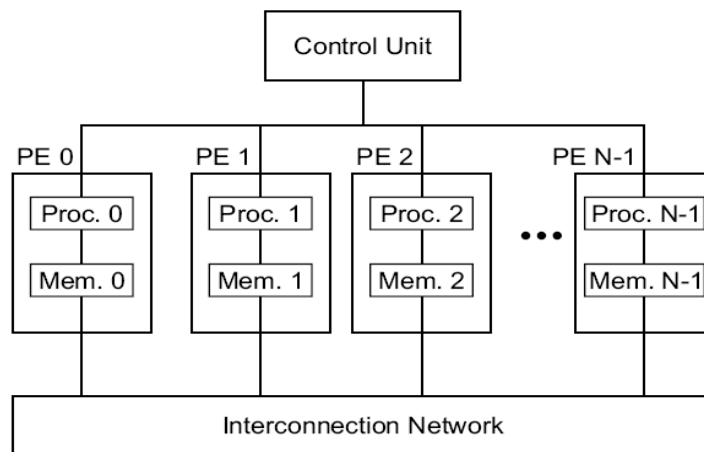 Control Unit
PE 0 PE 1 PE 2 PE N-1
Proc. 0 Proc. 1 Proc. 2 Proc. N-1
•••
Mem. 0 Mem. 1 Mem. 2 Mem. N-1
Interconnection Network